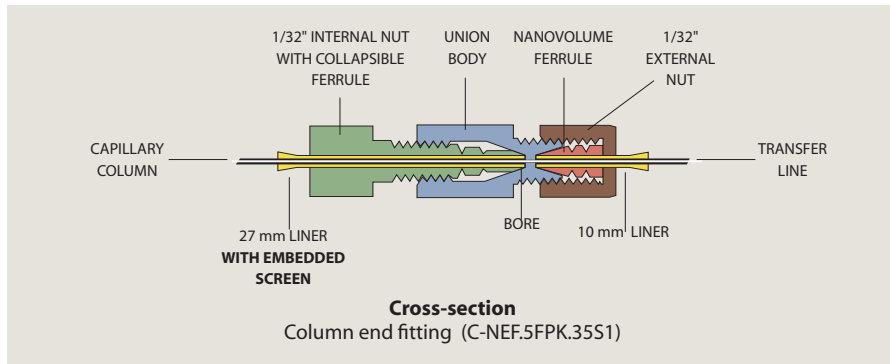 1/32" INTERNAL NUT
WITH COLLAPSIBLE
FERRULE
UNION
BODY
NANOVOLUME
FERRULE
1/32"
EXTERNAL
NUT
CAPILLARY
COLUMN
TRANSFER
LINE
BORE
27 mm LINER
WITH EMBEDDED
SCREEN
10 mm LINER
Cross-section
Column end fitting (C-NEF.5FPK.35S1)